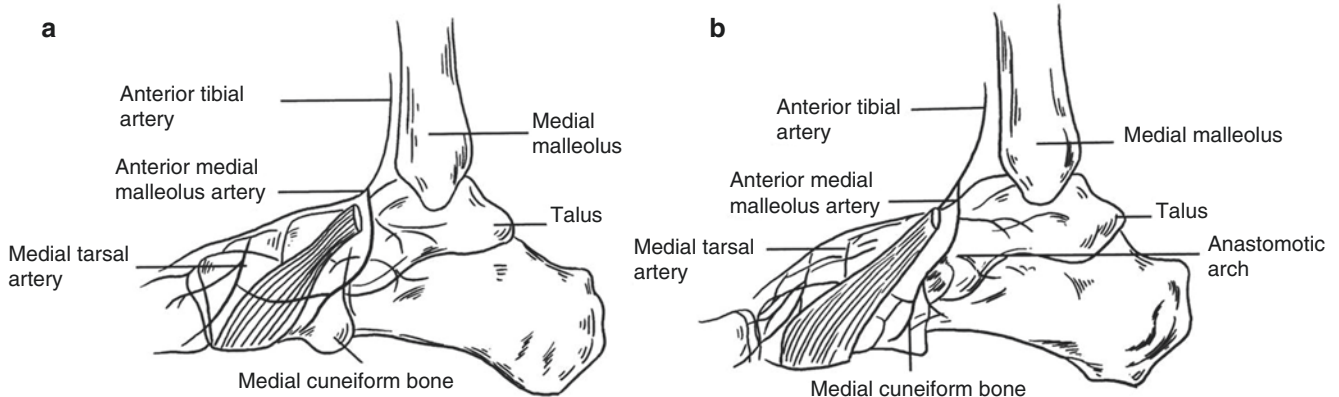 a
Anterior tibial
artery
Medial
malleolus
Anterior medial
malleolus artery
Talus
Medial tarsal
artery
Medial cuneiform bone
b
Anterior tibial
artery
Medial malleolus
Anterior medial
malleolus artery
Talus
Medial tarsal
artery
Anastomotic
arch
Medial cuneiform bone